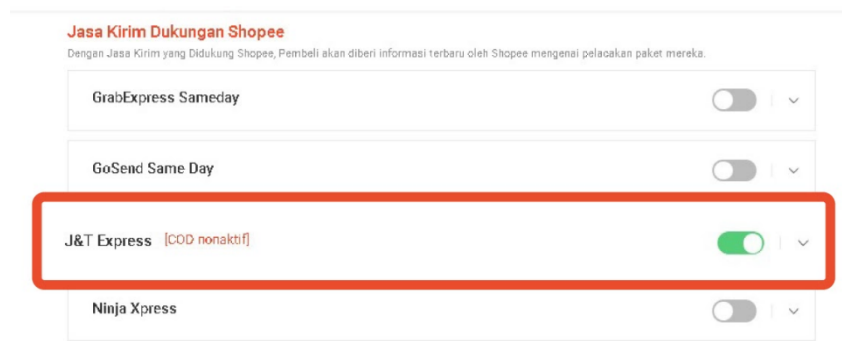 Jasa Kirim Dukungan Shopee
Dengan Jasa Kirim yang Didukung Shopee, Pembeli akan diberi informasi terbaru oleh Shopee mengenai pelacakan paket mereka.
GrabExpress Sameday
GoSend Same Day
J&T Express [COD nonaktif]
Ninja Xpress